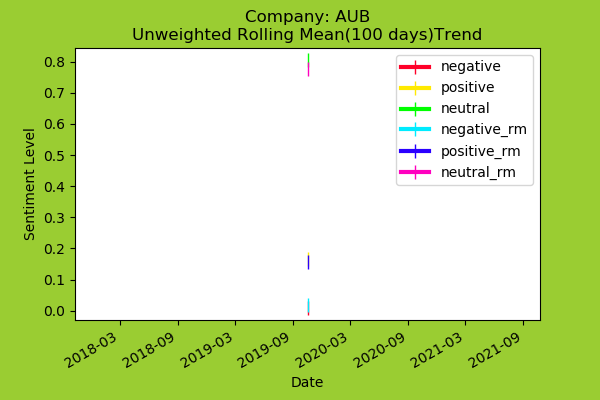 Company: AUB
Unweighted Rolling Mean(100 days)Trend
Sentiment Level
0.8
0.7
0.6
0.5
0.4
0.3
0.2
0.1
0.0
negative
positive
neutral
negative_rm
positive_rm
neutral_rm
2018-03
2018-09
2019-03
2019-09
2020-03
2020-09
2021-03
2021-09
Date